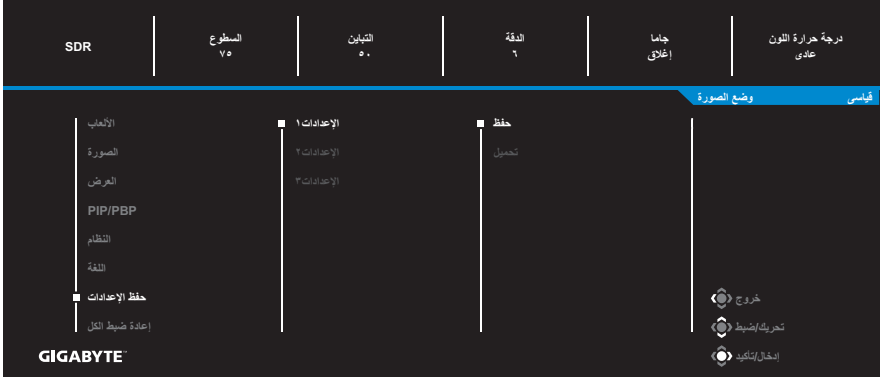 SDR
السطوع
٧٥
التباين
٥٠
الدقة
٦
جاما
إغلاق
درجة حرارة اللون
عادى
وضع الصورة
قياسى
الألعاب
الصورة
العرض
PIP/PBP
النظام
اللغة
حفظ الإعدادات
إعادة ضبط الكل
الإعدادات١
الإعدادات٢
الإعدادات٣
حفظ
تحميل
خروج
تحريك/ضبط
إدخال/تأكيد
GIGABYTE™